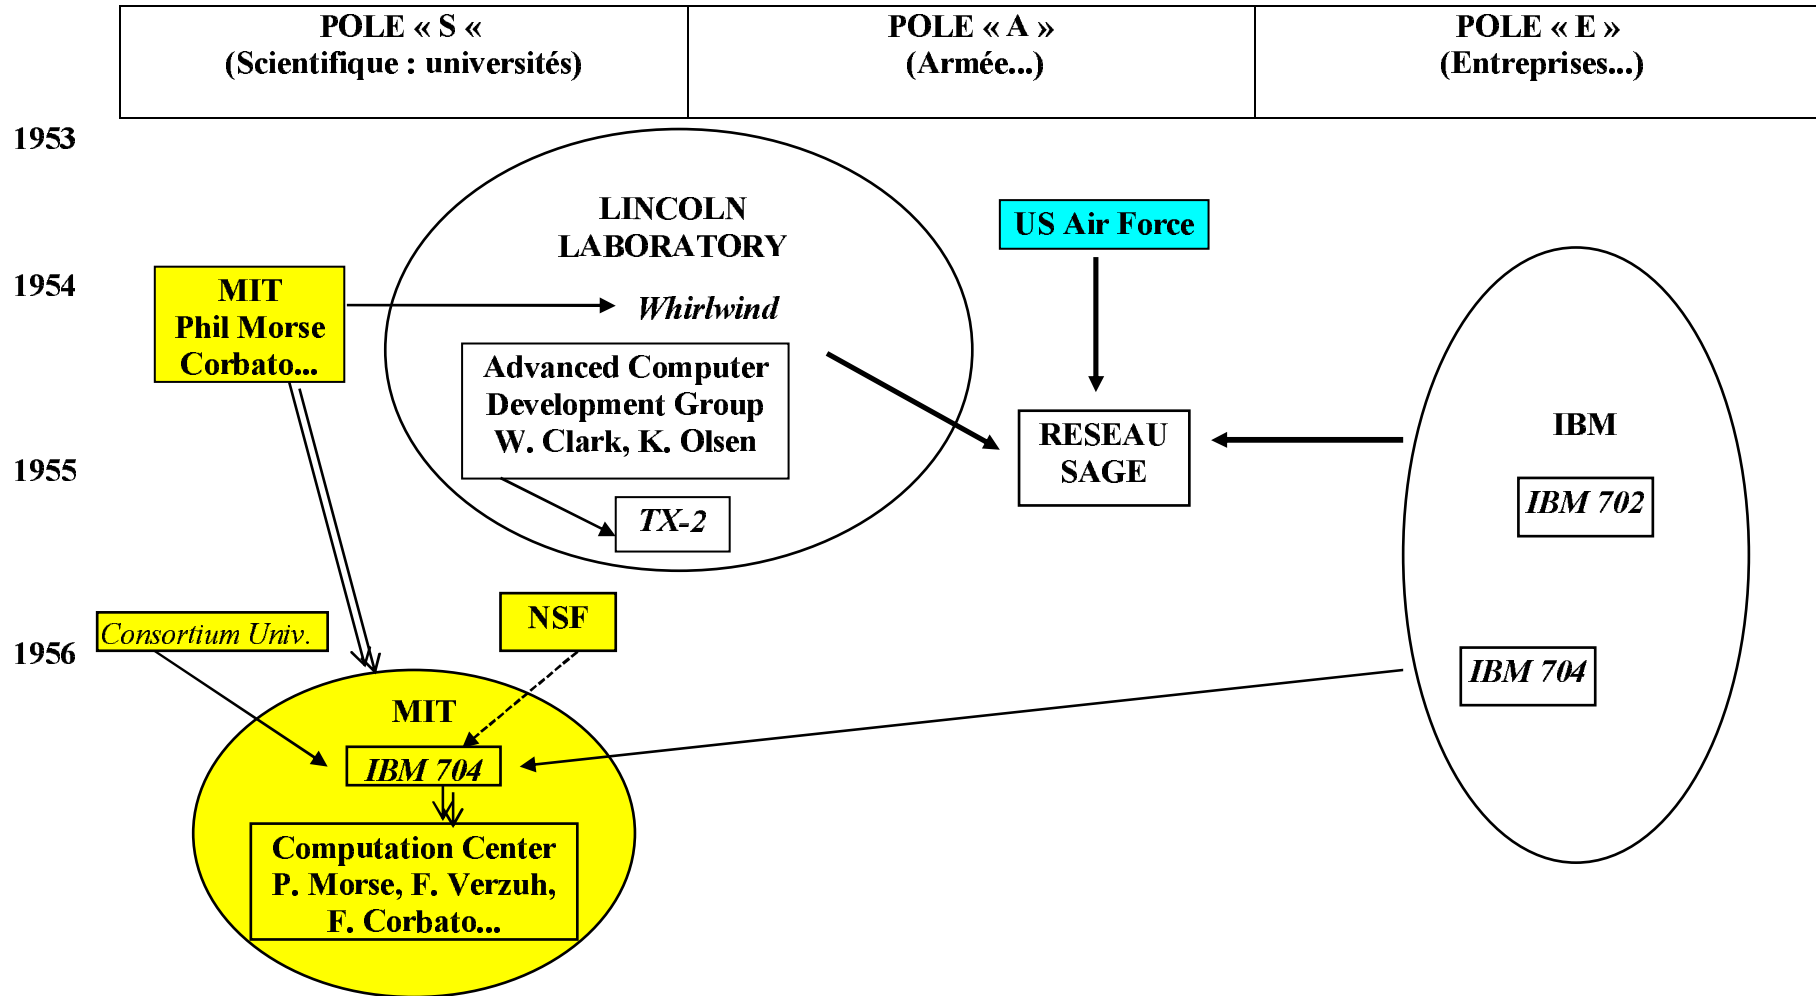 POLE « S «
(Scientifique : universités)
POLE « A »
(Armée...)
POLE « E »
(Entreprises...)
1953
LINCOLN
LABORATORY
US Air Force
1954
MIT
Phil Morse
Corbato...
Whirlwind
Advanced Computer
Development Group
W. Clark, K. Olsen
RESEAU
SAGE
IBM
1955
IBM 702
TX-2
NSF
Consortium Univ.
1956
IBM 704
MIT
IBM 704
Computation Center
P. Morse, F. Verzuh,
F. Corbato...